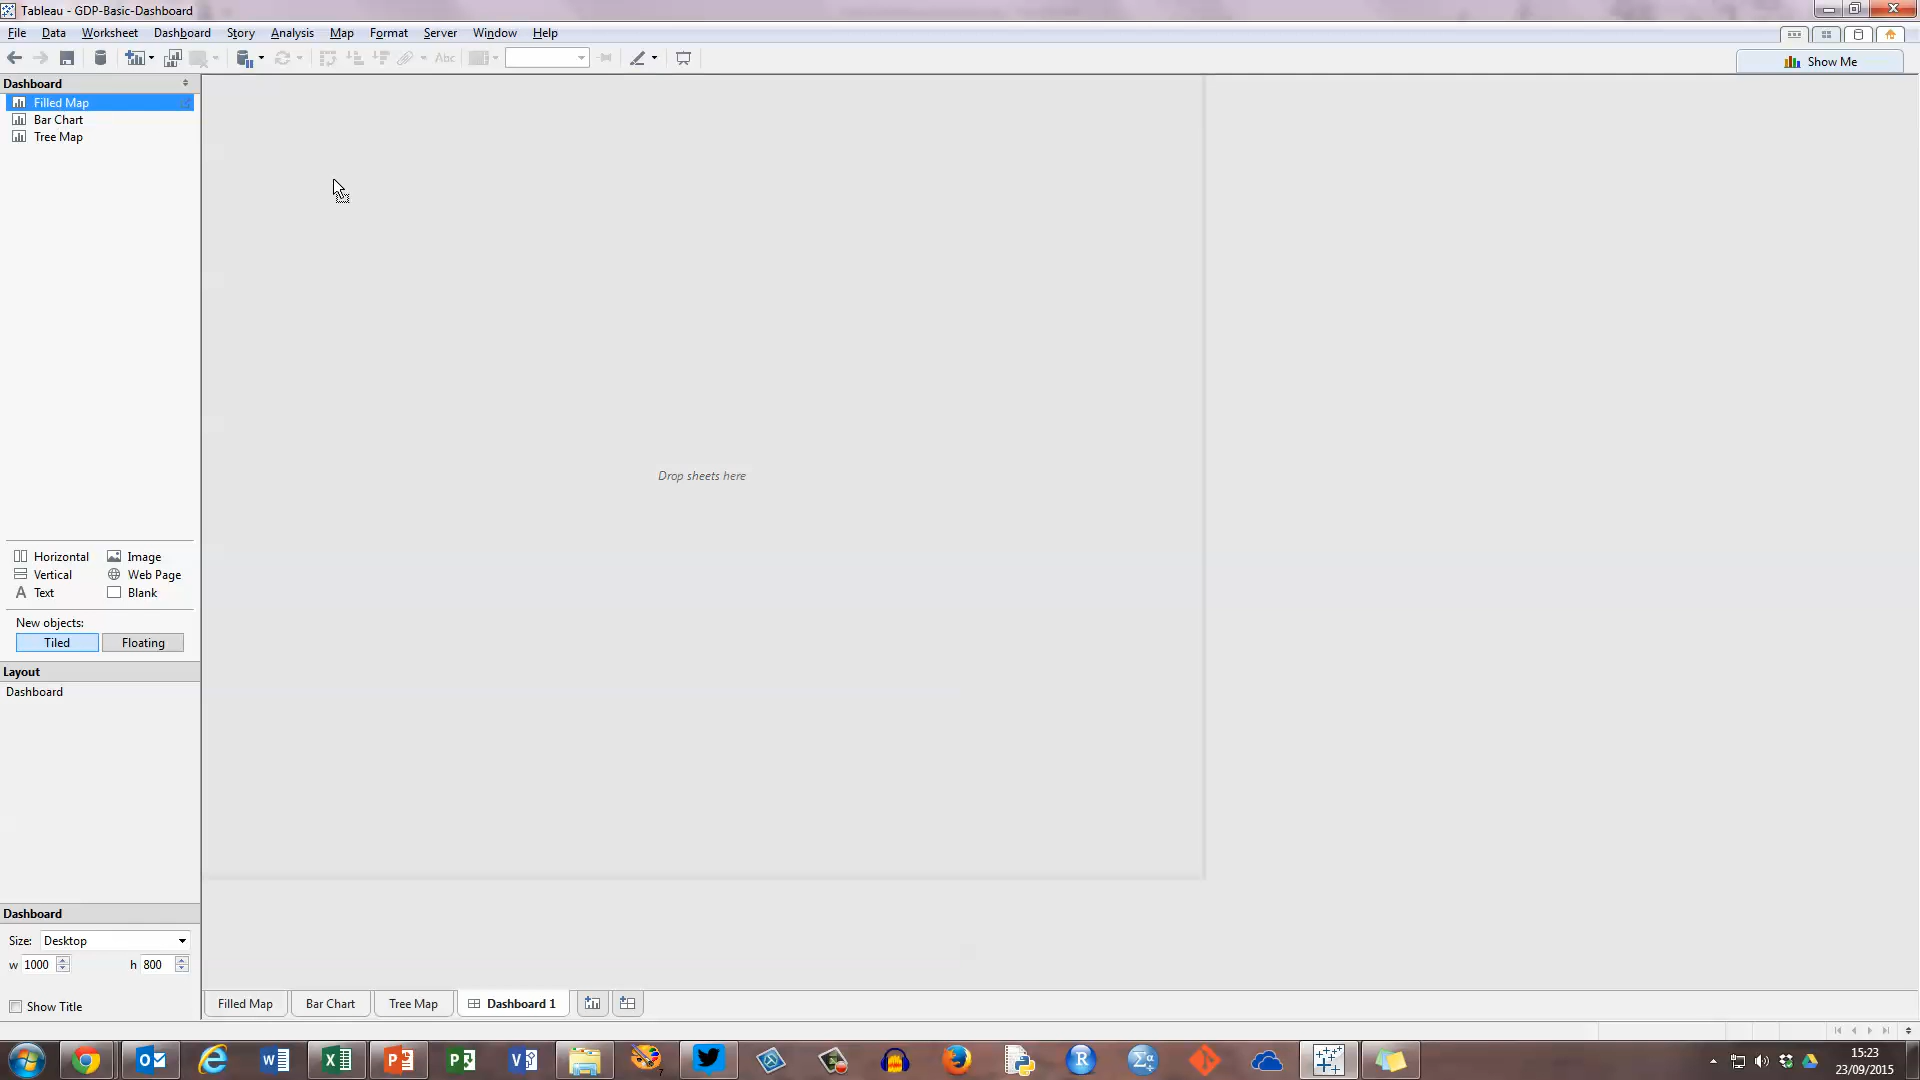 Tableau - GDP-Basic-Dashboard
File Data Worksheet Dashboard Story Analysis Map Format Server Window Help
Abc
Show Me
Dashboard
Filled Map
Bar Chart
Tree Map
Drop sheets here
Horizontal Image
Vertical Web Page
A Text Blank
New objects:
Tiled Floating
Layout
Dashboard
Dashboard
Size: Desktop
w 1000 h 800
Show Title
Filled Map Bar Chart Tree Map Dashboard 1
15:23
23/09/2015